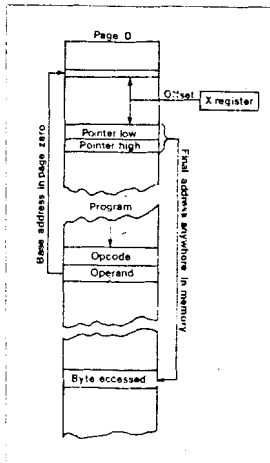 Page 0
Offset
X register
Pointer low
Pointer high
Base address in page zero
Final address anywhere in memory
Program
Opcode
Operand
Byte accessed